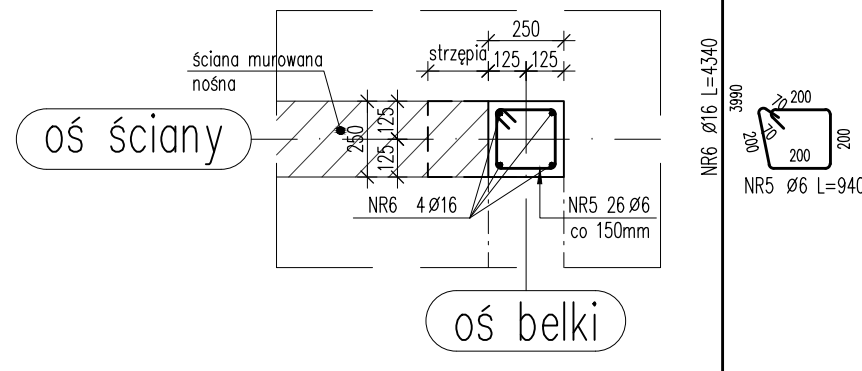 250
strzępia 125 125
ściana murowana
nośna
125
250
125
oś ściany
NR6 4Ø16
NR5 26Ø6
co 150mm
oś belki
NR6 Ø16 L=4340
3990
70
200
70
200
200
200
NR5 Ø6 L=940